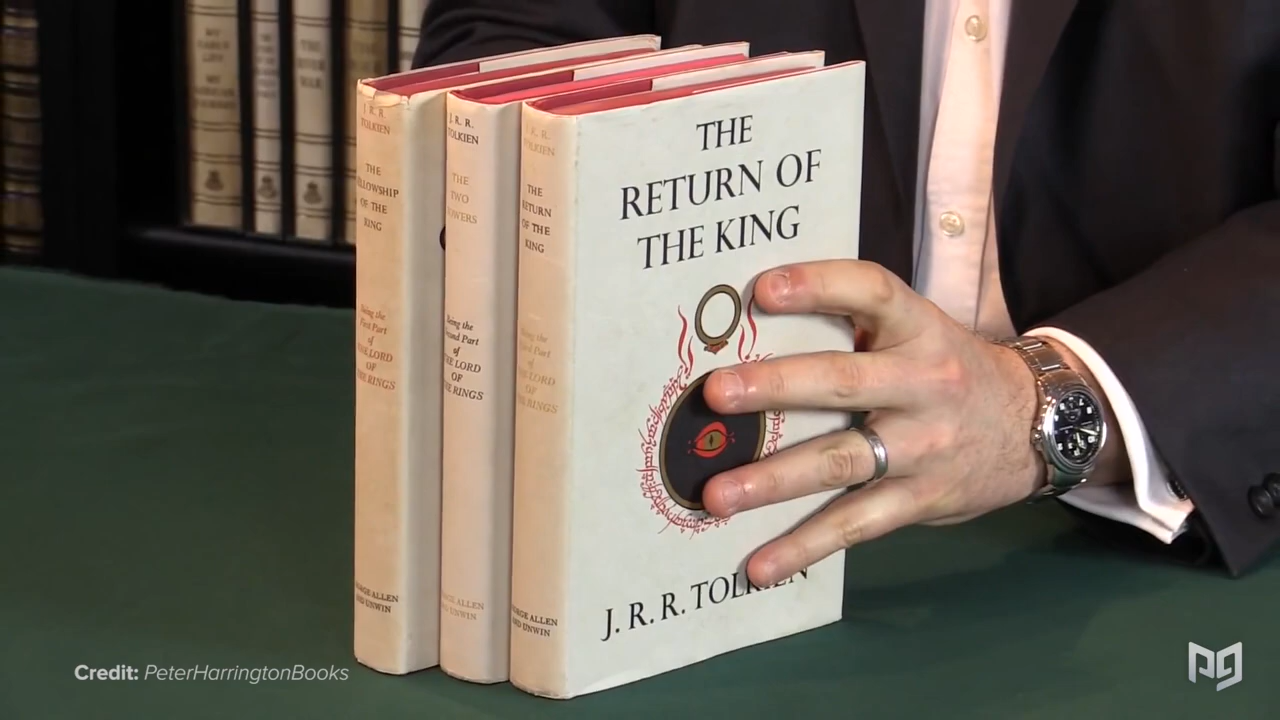 J. R. R.
TOLKIEN
THE
FELLOWSHIP
OF THE
RING
Being the
First Part
of
THE LORD
OF
THE RINGS
GEORGE ALLEN
AND UNWIN
J. R. R.
TOLKIEN
THE
TWO
TOWERS
Being the
Second Part
of
THE LORD
OF
THE RINGS
GEORGE ALLEN
AND UNWIN
J. R. R.
TOLKIEN
THE
RETURN
OF THE
KING
Being the
Third Part
of
THE LORD
OF
THE RINGS
GEORGE ALLEN
AND UNWIN
THE
RETURN OF
THE KING
J. R. R. TOLKIEN
Credit: PeterHarringtonBooks
pg